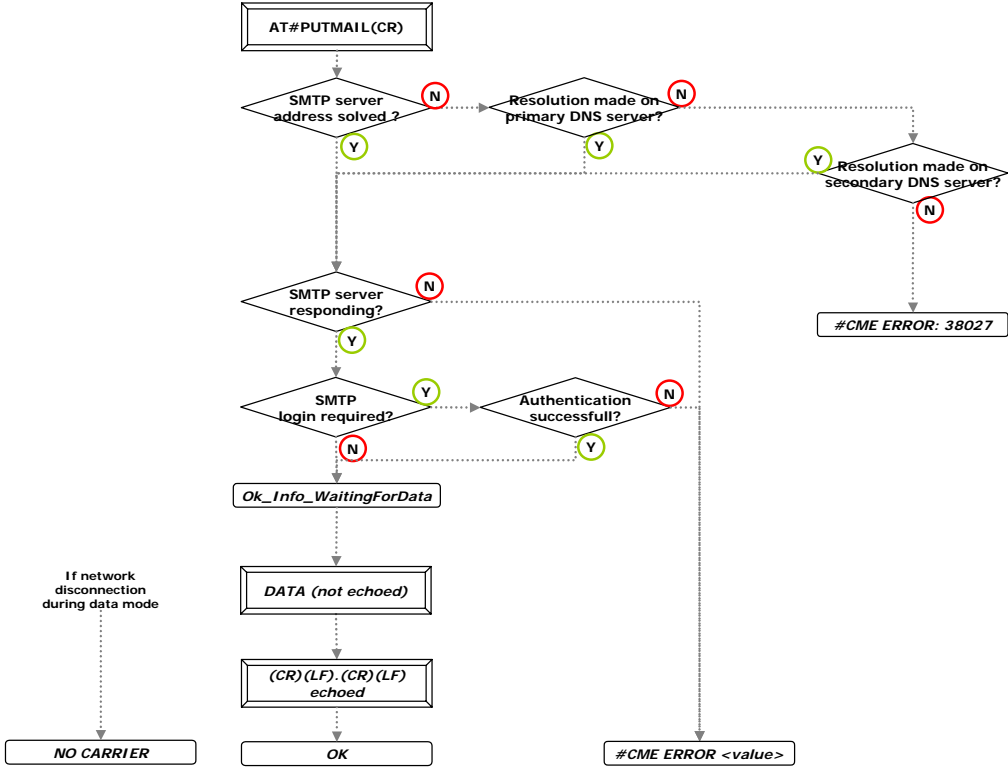 AT#PUTMAIL(CR)
SMTP server
address solved ?
N
Y
Resolution made on
primary DNS server?
N
Y
Resolution made on
secondary DNS server?
Y
N
#CME ERROR: 38027
SMTP server
responding?
N
Y
SMTP
login required?
Y
N
Authentication
successfull?
N
Y
Ok_Info_WaitingForData
DATA (not echoed)
(CR)(LF).(CR)(LF)
echoed
OK
If network
disconnection
during data mode
NO CARRIER
#CME ERROR <value>